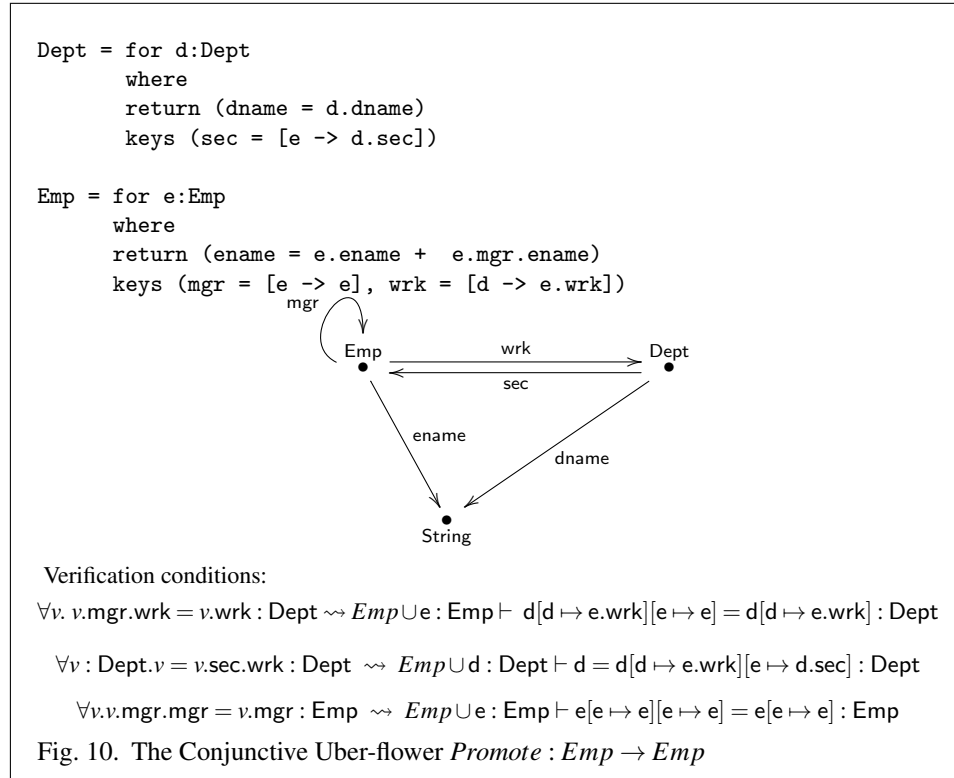 Dept = for d:Dept
where
return (dname = d.dname)
keys (sec = [e -> d.sec])
Emp = for e:Emp
where
return (ename = e.ename + e.mgr.ename)
keys (mgr = [e -> e], wrk = [d -> e.wrk])
mgr
Emp
wrk
Dept
sec
ename
dname
String
Verification conditions:
∀v. v.mgr.wrk = v.wrk : Dept ⇝ Emp ∪ e : Emp ⊢ d[d ↦ e.wrk][e ↦ e] = d[d ↦ e.wrk] : Dept
∀v : Dept.v = v.sec.wrk : Dept ⇝ Emp ∪ d : Dept ⊢ d = d[d ↦ e.wrk][e ↦ d.sec] : Dept
∀v.v.mgr.mgr = v.mgr : Emp ⇝ Emp ∪ e : Emp ⊢ e[e ↦ e][e ↦ e] = e[e ↦ e] : Emp
Fig. 10. The Conjunctive Uber-flower Promote : Emp → Emp